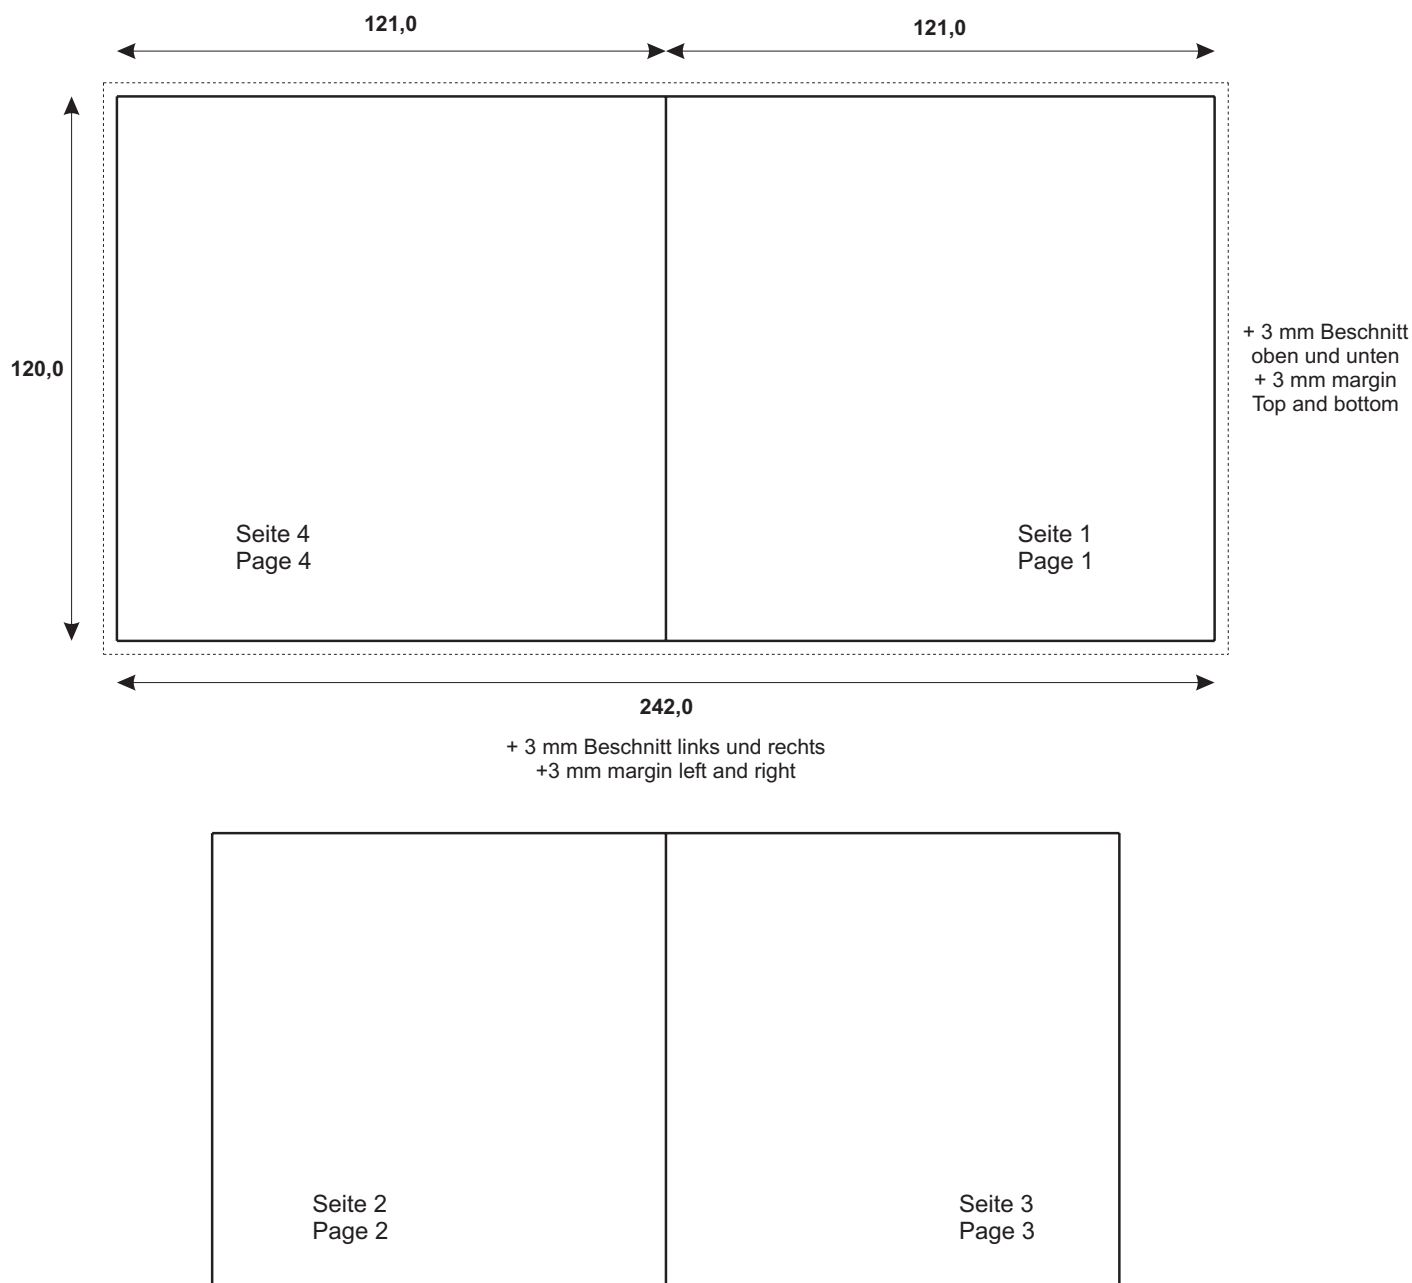 121,0
121,0
120,0
+ 3 mm Beschnitt
oben und unten
+ 3 mm margin
Top and bottom
Seite 4
Page 4
Seite 1
Page 1
242,0
+ 3 mm Beschnitt links und rechts
+3 mm margin left and right
Seite 2
Page 2
Seite 3
Page 3